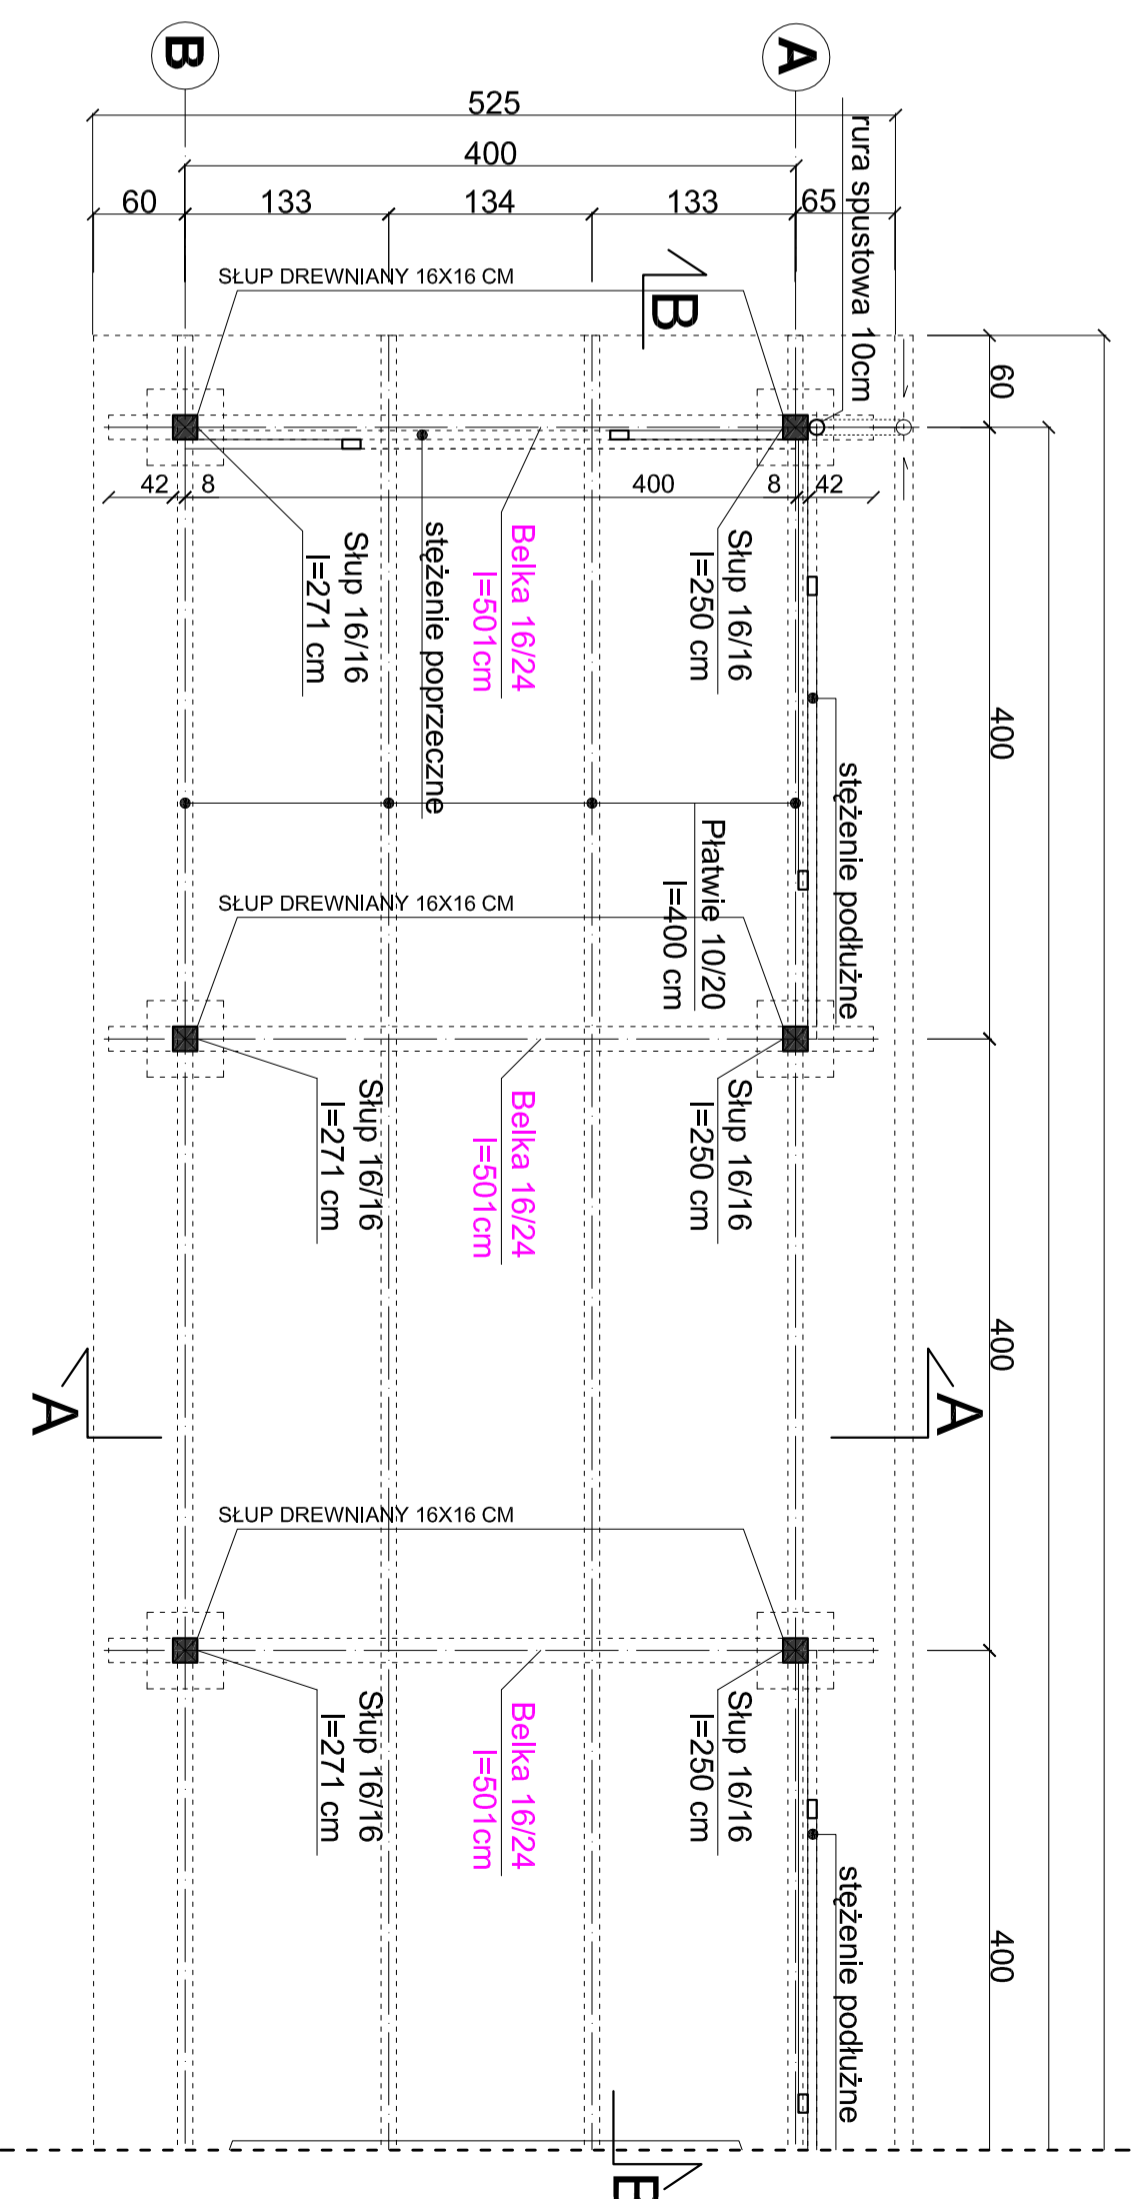 B
A
525
400
60
133
134
133
65
rura spustowa 10cm
SŁUP DREWNIANY 16X16 CM
B
60
42
8
400
8
42
Słup 16/16
l=271 cm
stężenie poprzeczne
Belka 16/24
l=501cm
Słup 16/16
l=250 cm
400
stężenie podłużne
Płatwie 10/20
l=400 cm
SŁUP DREWNIANY 16X16 CM
Słup 16/16
l=271 cm
Belka 16/24
l=501cm
Słup 16/16
l=250 cm
400
A
A
SŁUP DREWNIANY 16X16 CM
Słup 16/16
l=271 cm
Belka 16/24
l=501cm
Słup 16/16
l=250 cm
stężenie podłużne
400
B